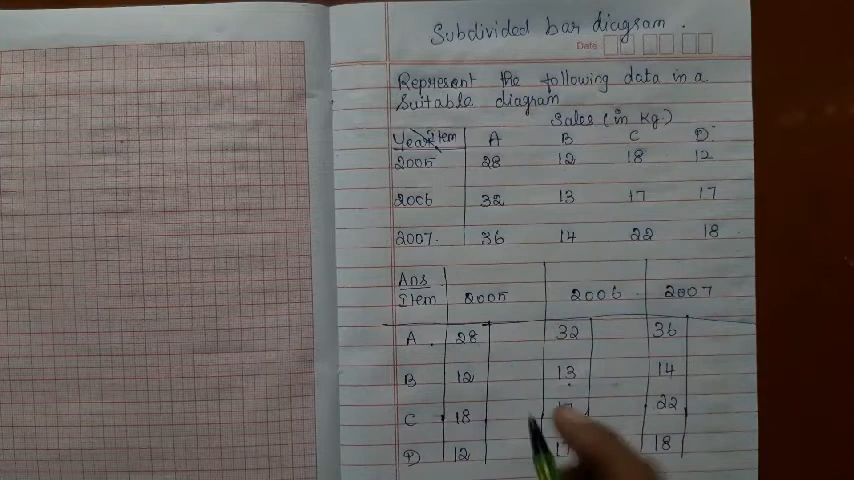 Subdivided bar diagram.
Date
Represent the following data in a
Suitable diagram
Sales (in Kg.)
Year Item A B C D
2005 28 12 18 12
2006 32 13 17 17
2007. 36 14 22 18
Ans
Item 2005 2006 2007
A 28 32 36
B 12 13 14
C 18 17 22
D 12 17 18